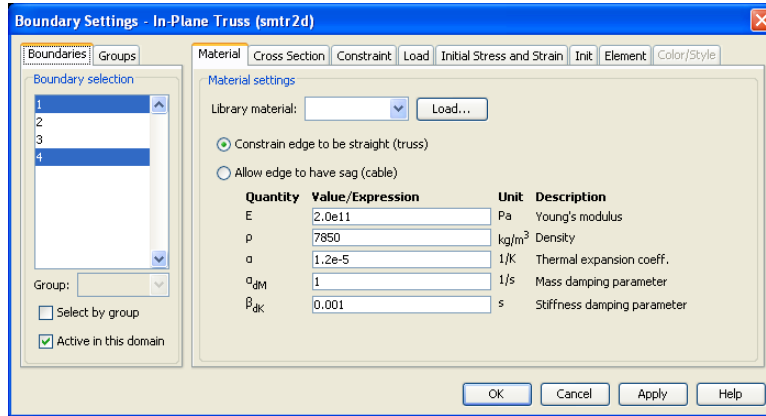 Boundary Settings - In-Plane Truss (smtr2d)
Boundaries Groups
Boundary selection
1
2
3
4
Group:
Select by group
Active in this domain
Material Cross Section Constraint Load Initial Stress and Strain Init Element Color/Style
Material settings
Library material: Load...
Constrain edge to be straight (truss)
Allow edge to have sag (cable)
Quantity Value/Expression Unit Description
E 2.0e11 Pa Young's modulus
ρ 7850 kg/m³ Density
α 1.2e-5 1/K Thermal expansion coeff.
αdM 1 1/s Mass damping parameter
βdK 0.001 s Stiffness damping parameter
OK Cancel Apply Help